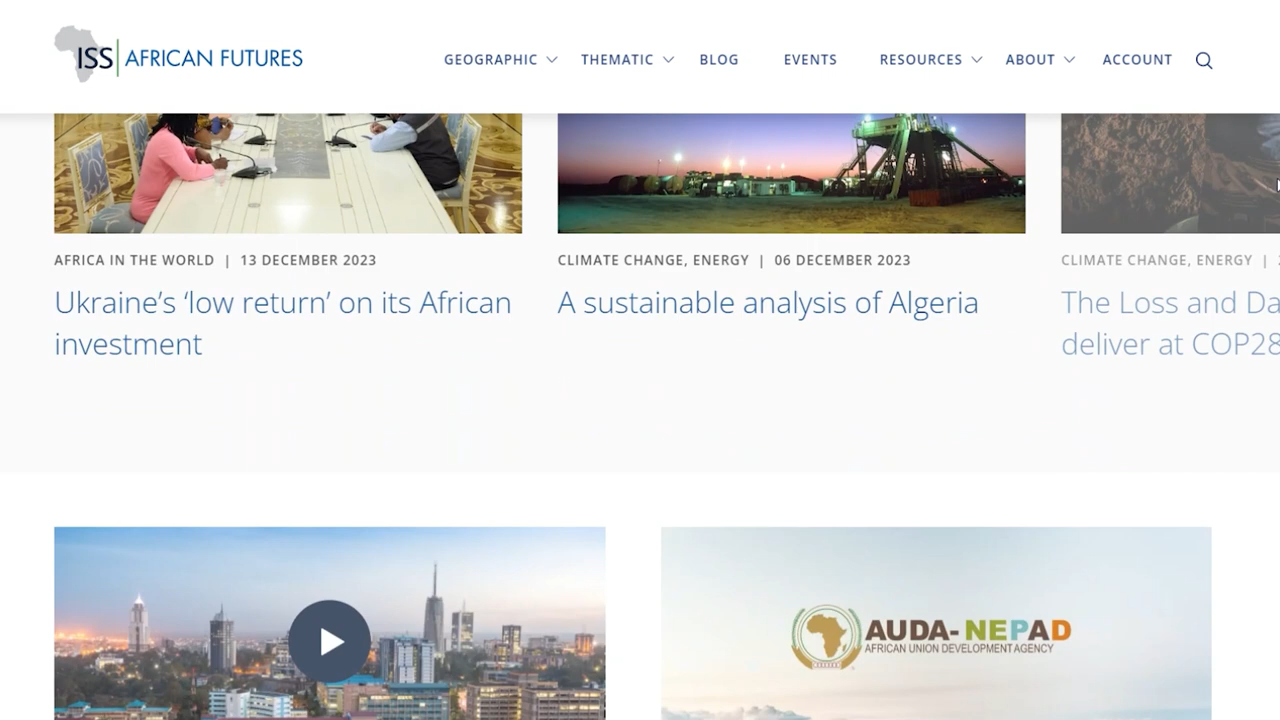 ISS AFRICAN FUTURES
GEOGRAPHIC THEMATIC BLOG EVENTS RESOURCES ABOUT ACCOUNT
AFRICA IN THE WORLD | 13 DECEMBER 2023
Ukraine’s ‘low return’ on its African
investment
CLIMATE CHANGE, ENERGY | 06 DECEMBER 2023
A sustainable analysis of Algeria
CLIMATE CHANGE, ENERGY |
The Loss and
deliver at COP28
AUDA-NEPAD
AFRICAN UNION DEVELOPMENT AGENCY